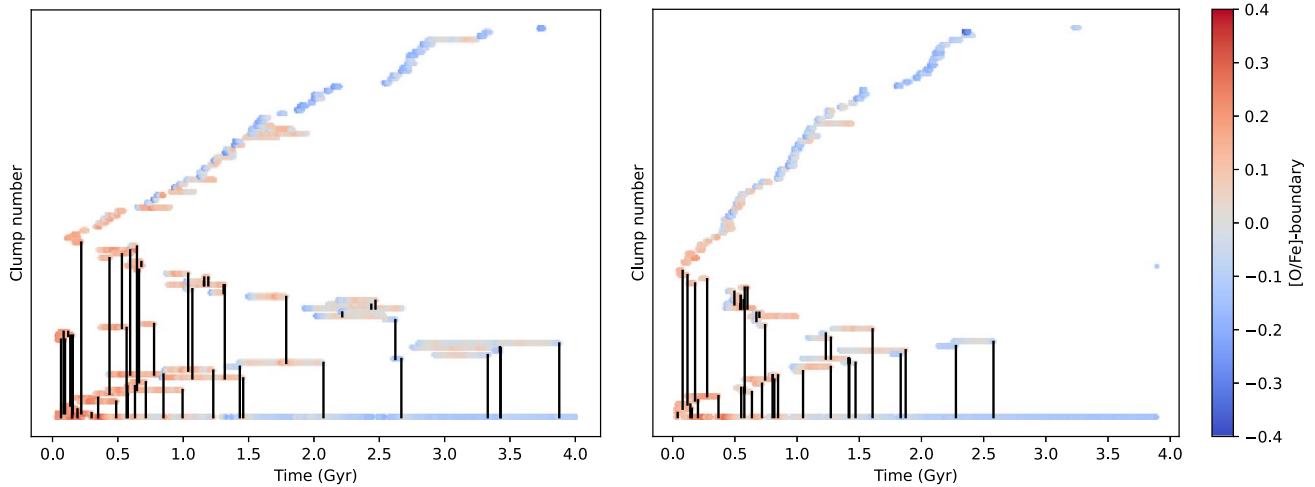 Clump number
0.0 0.5 1.0 1.5 2.0 2.5 3.0 3.5 4.0
Time (Gyr)
Clump number
0.0 0.5 1.0 1.5 2.0 2.5 3.0 3.5 4.0
Time (Gyr)
0.4
0.3
0.2
0.1
0.0
−0.1
−0.2
−0.3
−0.4
[O/Fe]-boundary